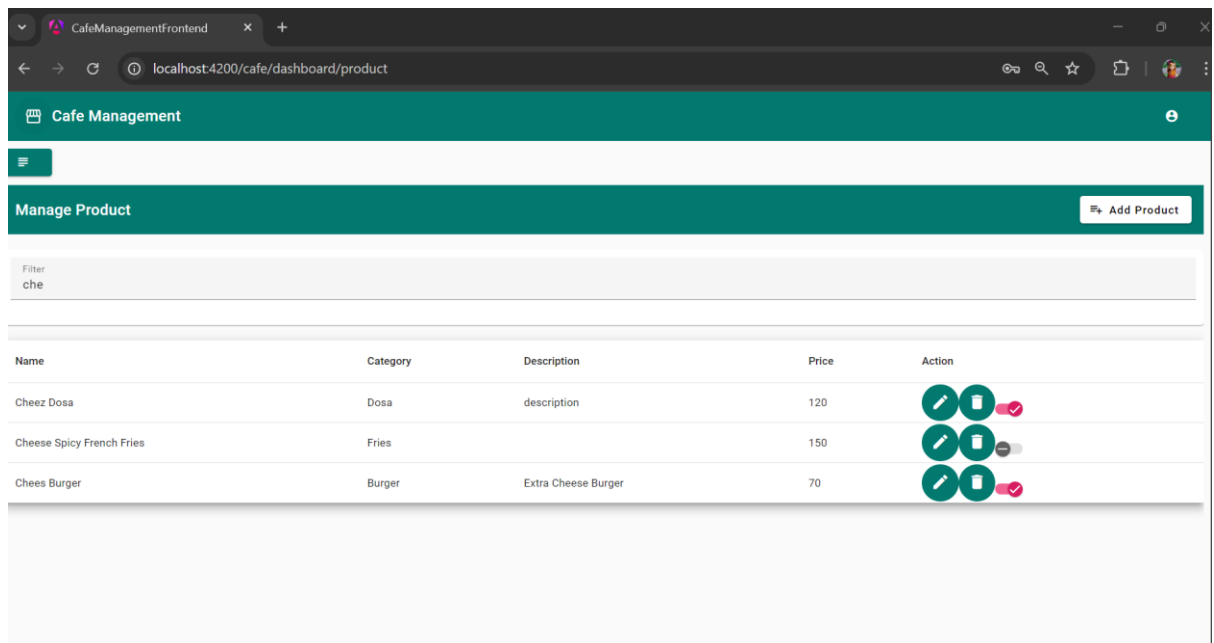 CafeManagementFrontend
localhost:4200/cafe/dashboard/product
Cafe Management
Manage Product
Add Product
Filter
che
Name Category Description Price Action
Cheez Dosa Dosa description 120
Cheese Spicy French Fries Fries 150
Chees Burger Burger Extra Cheese Burger 70